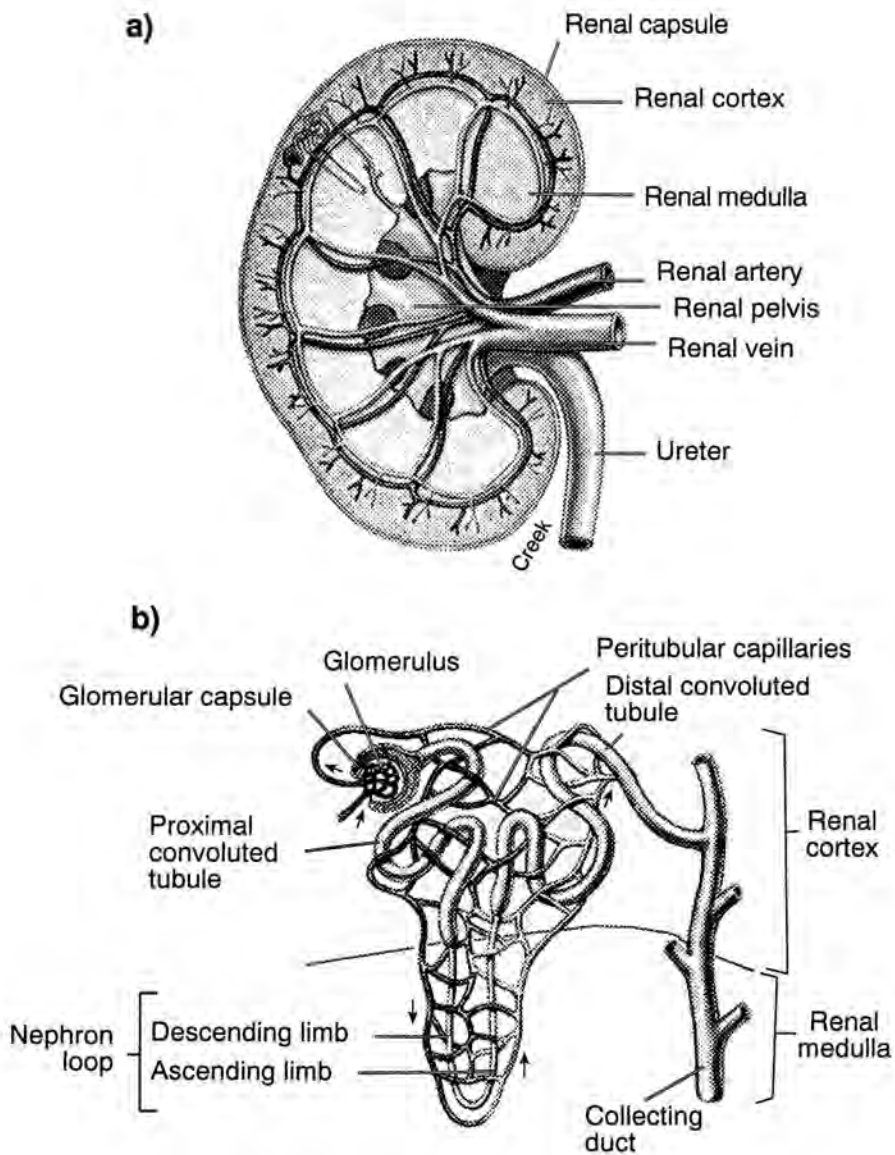 a)
Renal capsule
Renal cortex
Renal medulla
Renal artery
Renal pelvis
Renal vein
Ureter
Creek
b)
Glomerulus
Glomerular capsule
Peritubular capillaries
Distal convoluted
tubule
Proximal
convoluted
tubule
Renal
cortex
Nephron
loop
Descending limb
Ascending limb
Renal
medulla
Collecting
duct